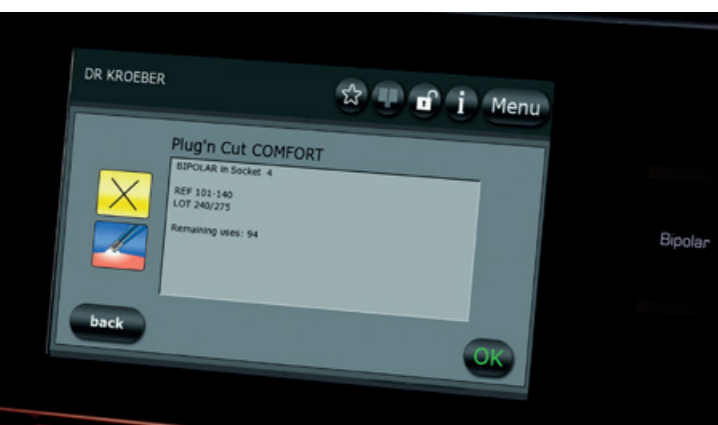 DR KROEBER
i
Menu
Plug'n Cut COMFORT
BIPOLAR in Socket 4
REF 101-140
LOT 240/275
Remaining uses: 94
back
OK
Bipolar